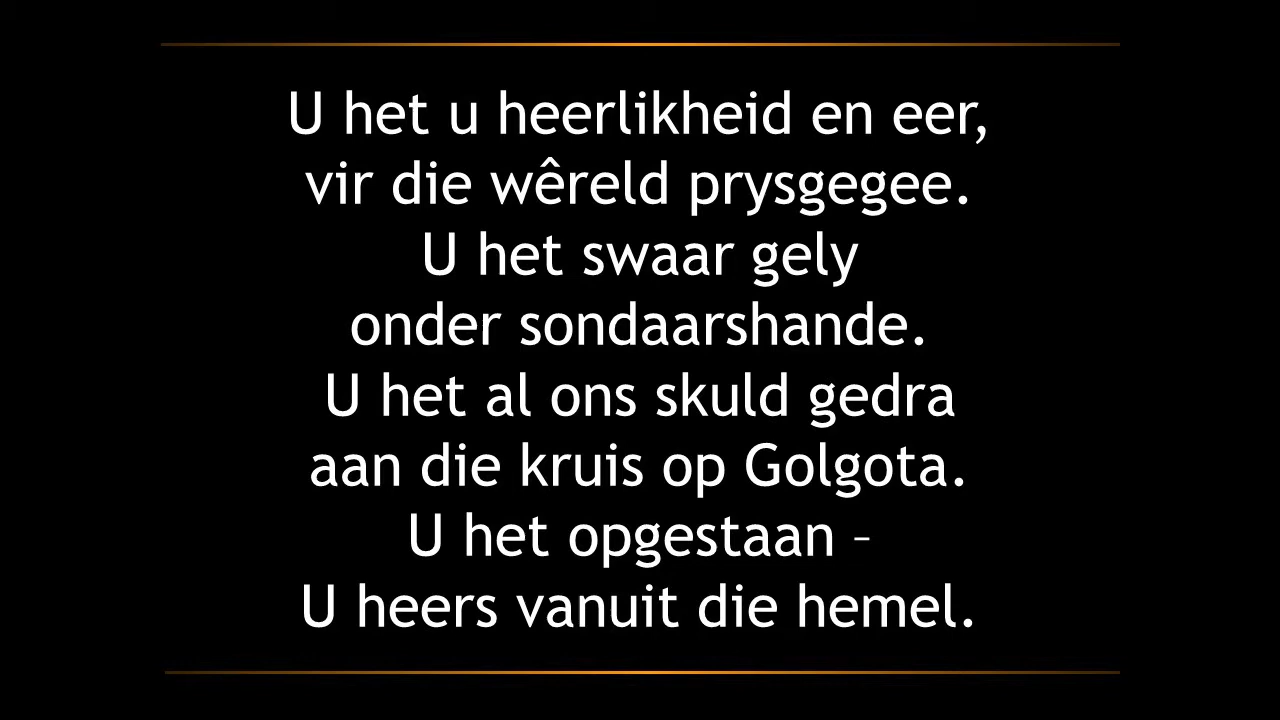 U het u heerlikheid en eer,
vir die wêreld prysgegee.
U het swaar gely
onder sondaarshande.
U het al ons skuld gedra
aan die kruis op Golgota.
U het opgestaan –
U heers vanuit die hemel.